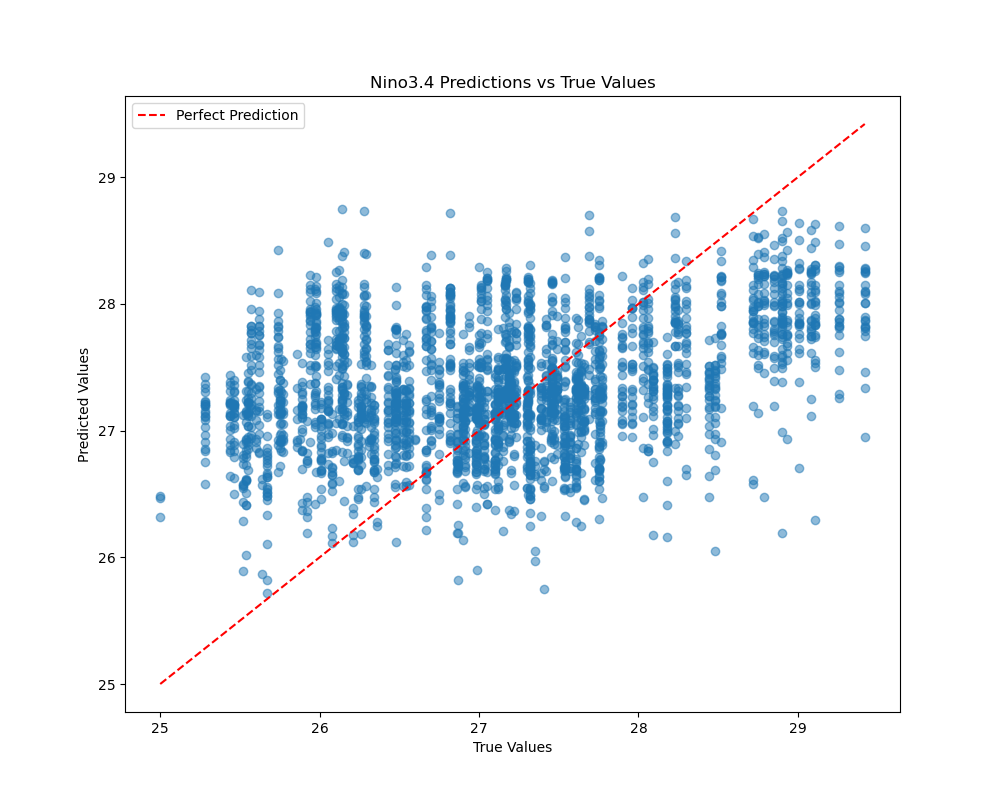 Nino3.4 Predictions vs True Values
Perfect Prediction
Predicted Values
29
28
27
26
25
25 26 27 28 29
True Values